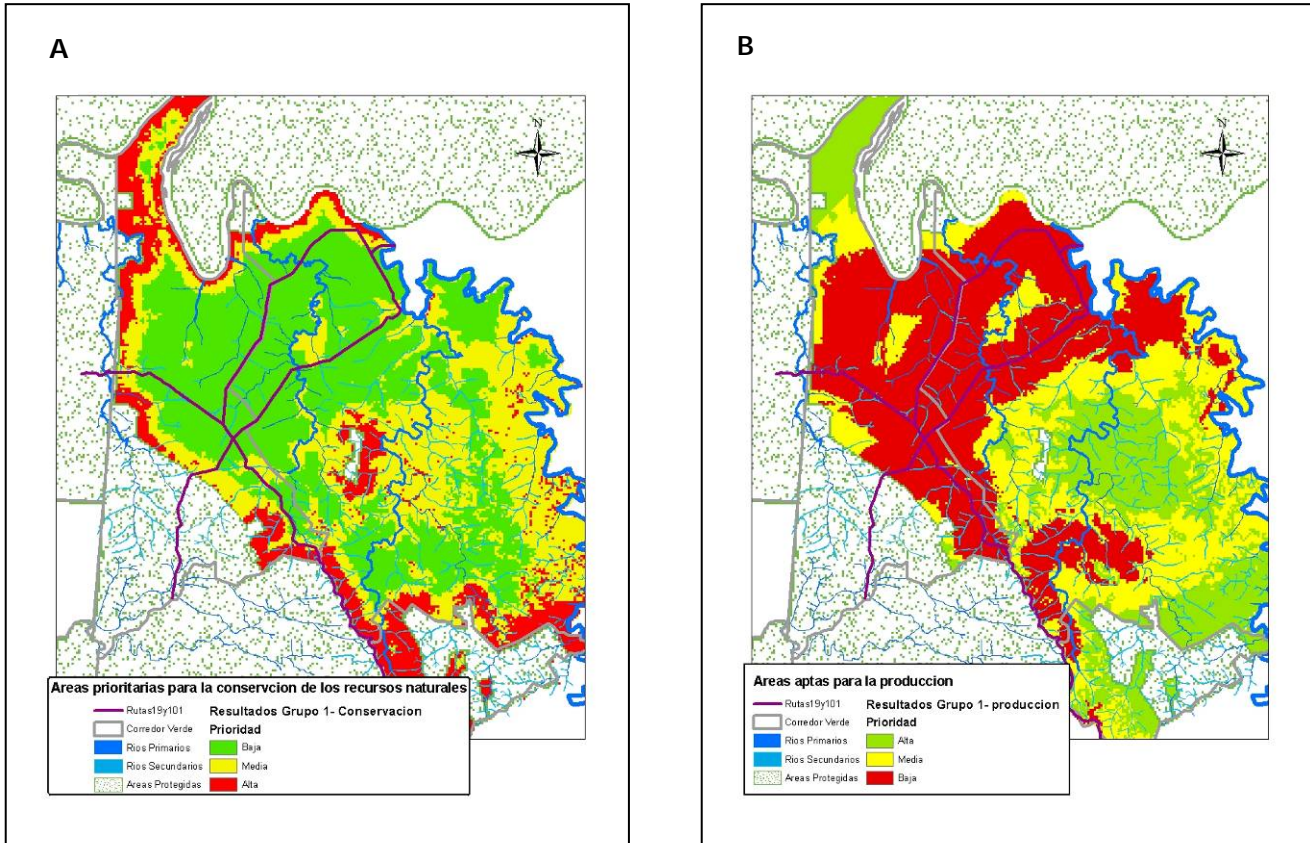 A
N
Areas prioritarias para la conservcion de los recursos naturales
Rutas19y101 Resultados Grupo 1- Conservacion
Corredor Verde Prioridad
Rios Primarios Baja
Rios Secundarios Media
Areas Protegidas Alta
B
N
Areas aptas para la produccion
Rutas19y101 Resultados Grupo 1- produccion
Corredor Verde Prioridad
Rios Primarios Alta
Rios Secundarios Media
Areas Protegidas Baja